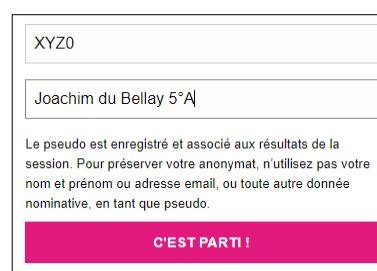 XYZ0
Joachim du Bellay 5°A
Le pseudo est enregistré et associé aux résultats de la
session. Pour préserver votre anonymat, n'utilisez pas votre
nom et prénom ou adresse email, ou toute autre donnée
nominative, en tant que pseudo.
C'EST PARTI !